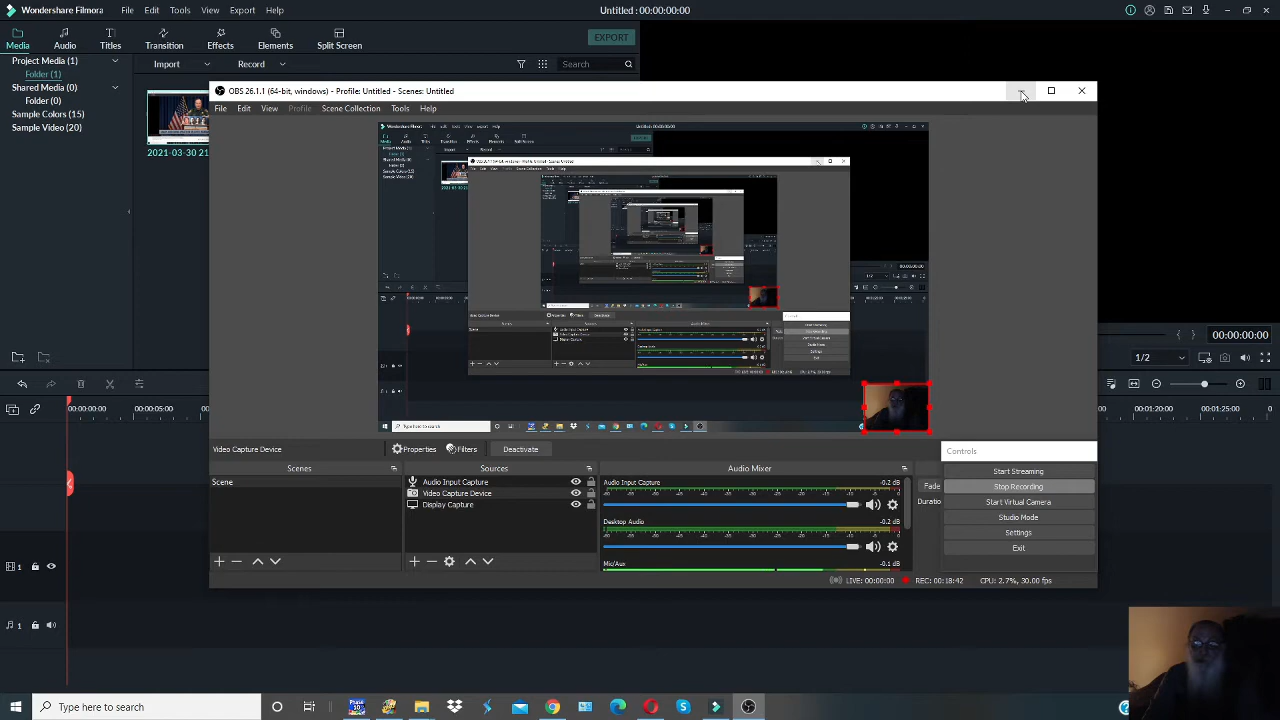 Wondershare Filmora
File
Edit
Tools
View
Export
Help
Untitled : 00:00:00:00
Media
Audio
Titles
Transition
Effects
Elements
Split Screen
EXPORT
Project Media (1)
Folder (1)
Shared Media (0)
Folder (0)
Sample Colors (15)
Sample Video (20)
Import
Record
Search
2021-03-30 21
OBS 26.1.1 (64-bit, windows) - Profile: Untitled - Scenes: Untitled
File
Edit
View
Profile
Scene Collection
Tools
Help
Video Capture Device
Properties
Filters
Deactivate
Scenes
Scene
Sources
Audio Input Capture
Video Capture Device
Display Capture
Audio Mixer
Audio Input Capture
-0.2 dB
Desktop Audio
-0.2 dB
Mic/Aux
-0.1 dB
Fade
Duratio
Controls
Start Streaming
Stop Recording
Start Virtual Camera
Studio Mode
Settings
Exit
LIVE: 00:00:00
REC: 00:18:42
CPU: 2.7%, 30.00 fps
00:00:00:00
1/2
00:00:00:00
00:00:05:00
00:01:20:00
00:01:25:00
0
1
1
Type here to search